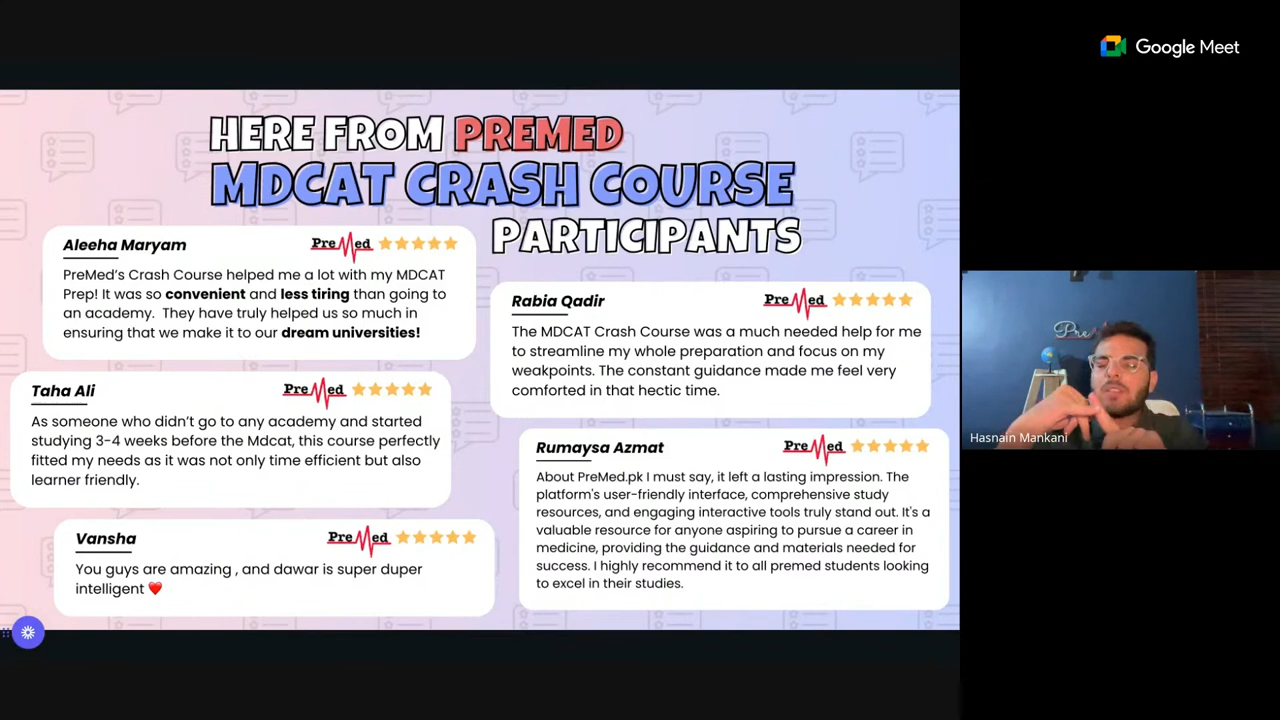 Google Meet
HERE FROM PREMED
MDCAT CRASH COURSE
PARTICIPANTS
Aleeha Maryam
PreMed
PreMed's Crash Course helped me a lot with my MDCAT
Prep! It was so convenient and less tiring than going to
an academy. They have truly helped us so much in
ensuring that we make it to our dream universities!
Rabia Qadir
PreMed
The MDCAT Crash Course was a much needed help for me
to streamline my whole preparation and focus on my
weakpoints. The constant guidance made me feel very
comforted in that hectic time.
Taha Ali
PreMed
As someone who didn't go to any academy and started
studying 3-4 weeks before the Mdcat, this course perfectly
fitted my needs as it was not only time efficient but also
learner friendly.
Rumaysa Azmat
PreMed
About PreMed.pk I must say, it left a lasting impression. The
platform's user-friendly interface, comprehensive study
resources, and engaging interactive tools truly stand out. It's a
valuable resource for anyone aspiring to pursue a career in
medicine, providing the guidance and materials needed for
success. I highly recommend it to all premed students looking
to excel in their studies.
Vansha
PreMed
You guys are amazing , and dawar is super duper
intelligent ❤️
Pre
Hasnain Mankani